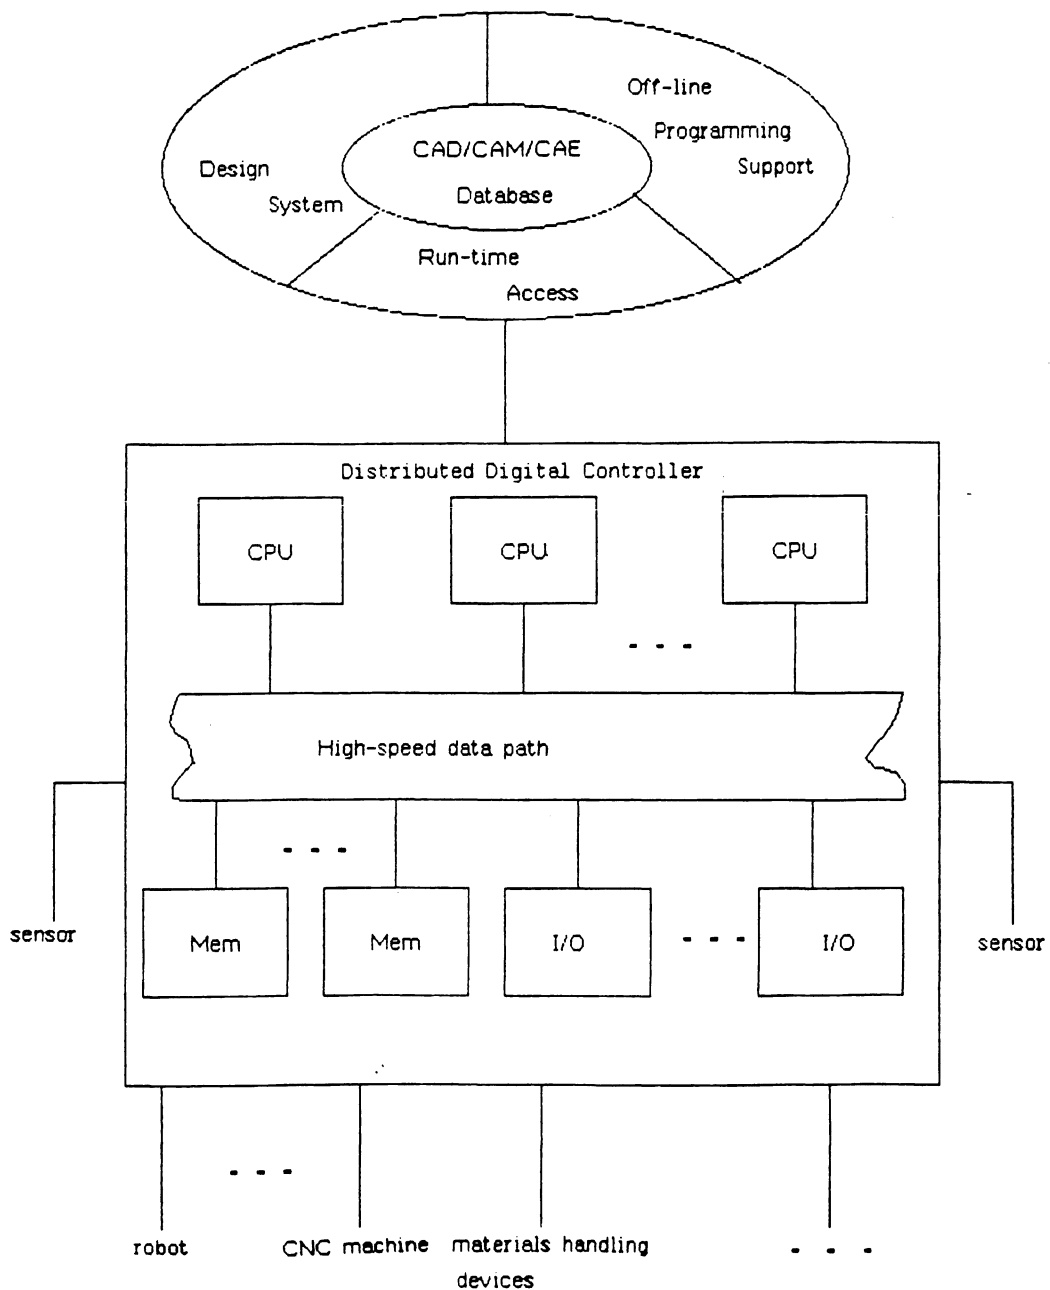 Off-line
Programming
Support
CAD/CAM/CAE
Database
Design
System
Run-time
Access
Distributed Digital Controller
CPU
CPU
CPU
- - -
High-speed data path
- - -
sensor
Mem
Mem
I/O
- - -
I/O
sensor
- - -
robot
CNC machine
materials handling
devices
- - - -